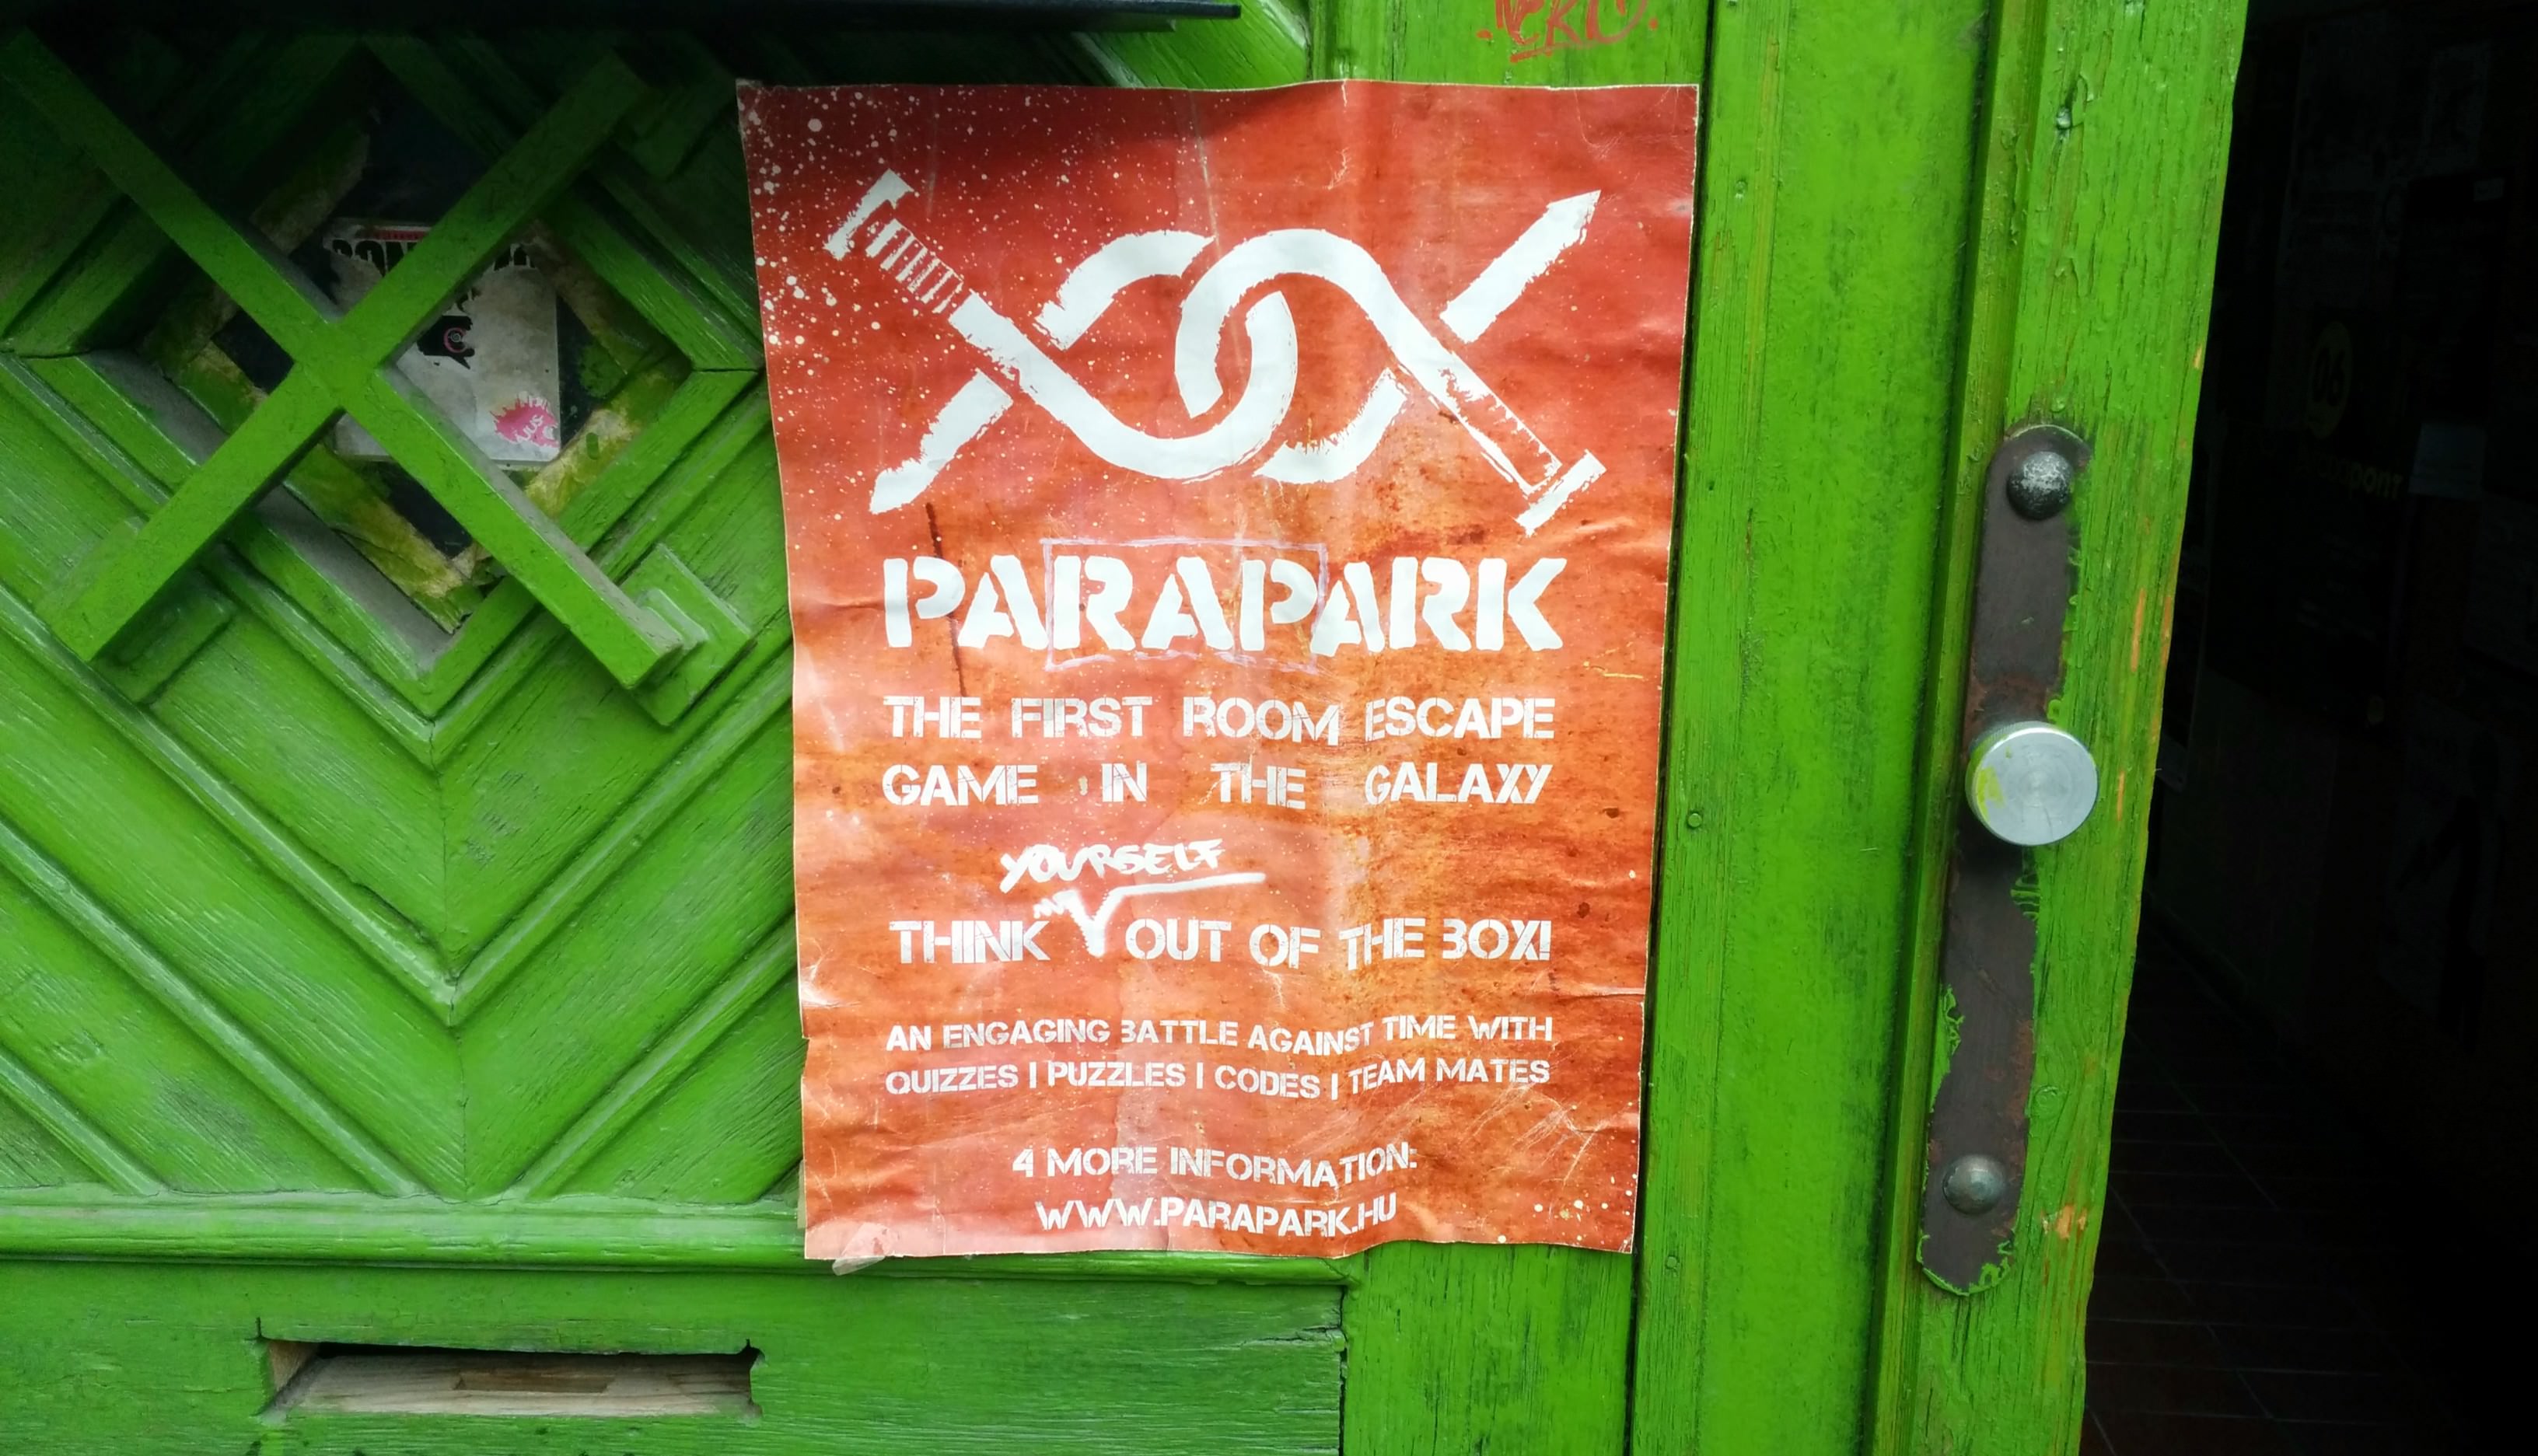 PARAPARK
THE FIRST ROOM ESCAPE
GAME IN THE GALAXY
YOURSELF
THINK OUT OF THE BOX!
AN ENGAGING BATTLE AGAINST TIME WITH
QUIZZES | PUZZLES | CODES | TEAM MATES
4 MORE INFORMATION:
WWW.PARAPARK.HU